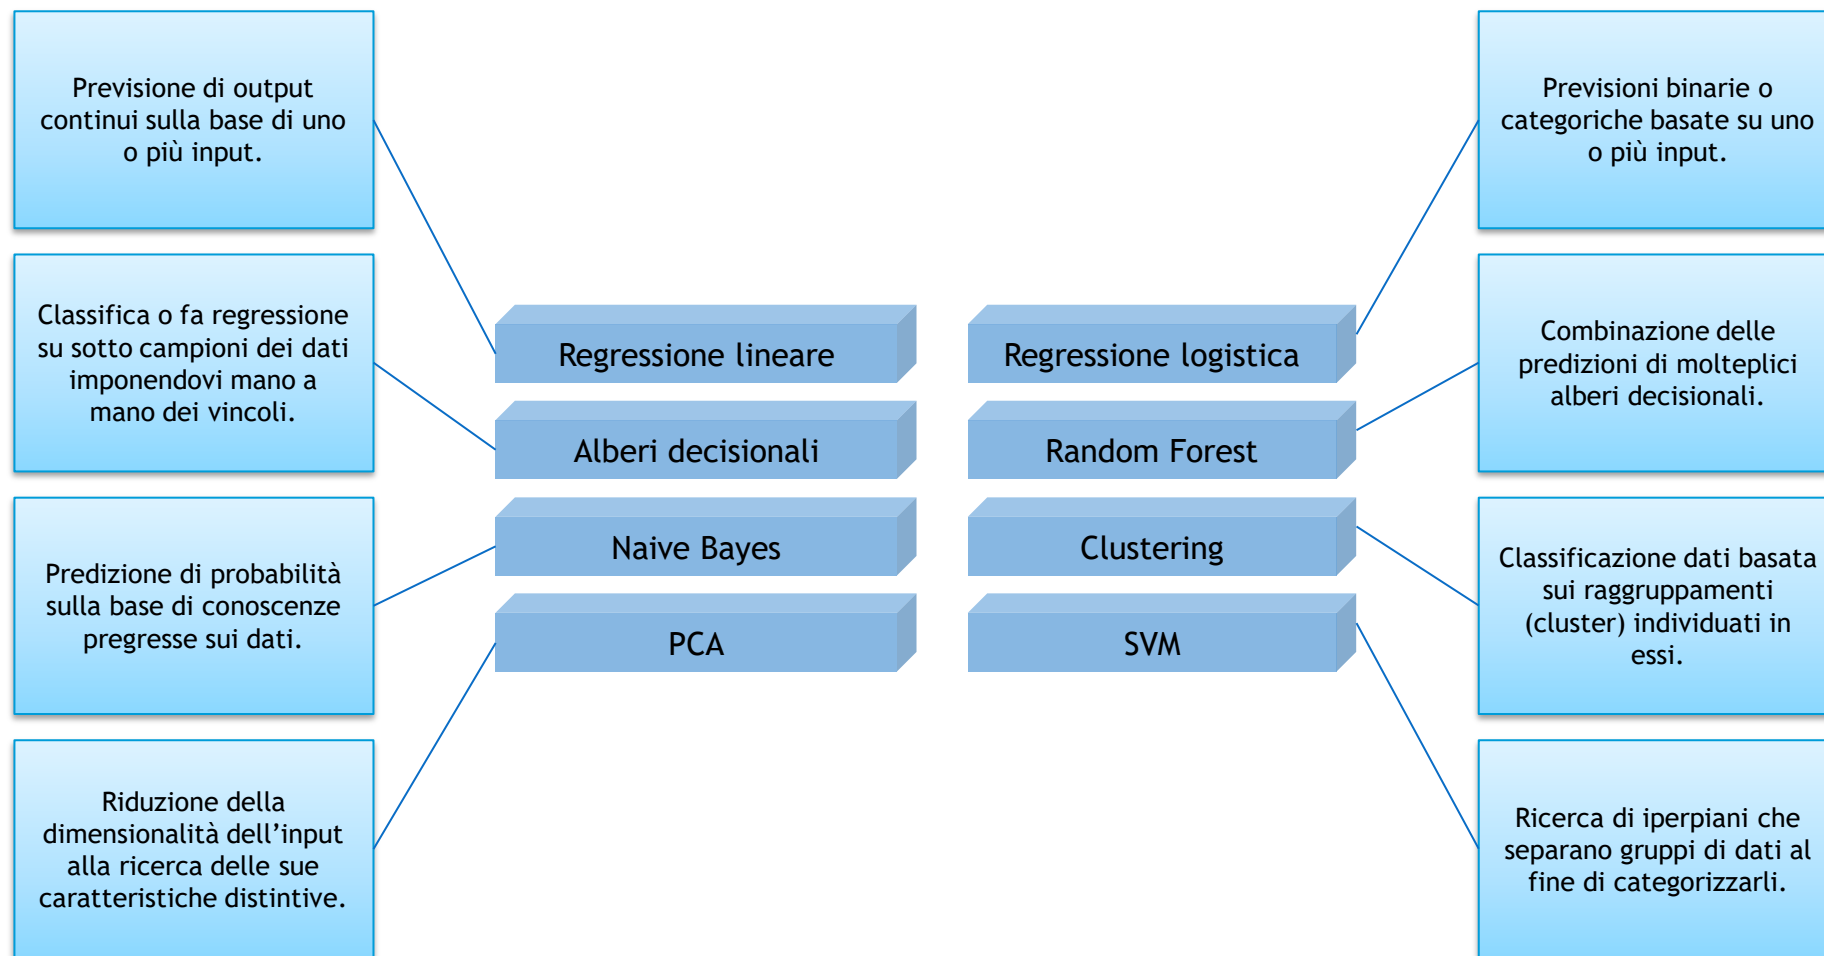 Previsione di output
continui sulla base di uno
o più input.
Classifica o fa regressione
su sotto campioni dei dati
imponendovi mano a
mano dei vincoli.
Predizione di probabilità
sulla base di conoscenze
pregresse sui dati.
Riduzione della
dimensionalità dell’input
alla ricerca delle sue
caratteristiche distintive.
Regressione lineare
Alberi decisionali
Naive Bayes
PCA
Regressione logistica
Random Forest
Clustering
SVM
Previsioni binarie o
categoriche basate su uno
o più input.
Combinazione delle
predizioni di molteplici
alberi decisionali.
Classificazione dati basata
sui raggruppamenti
(cluster) individuati in
essi.
Ricerca di iperpiani che
separano gruppi di dati al
fine di categorizzarli.